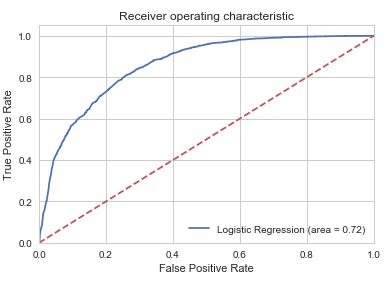 Receiver operating characteristic
True Positive Rate
1.0
0.8
0.6
0.4
0.2
0.0
Logistic Regression (area = 0.72)
0.0 0.2 0.4 0.6 0.8 1.0
False Positive Rate